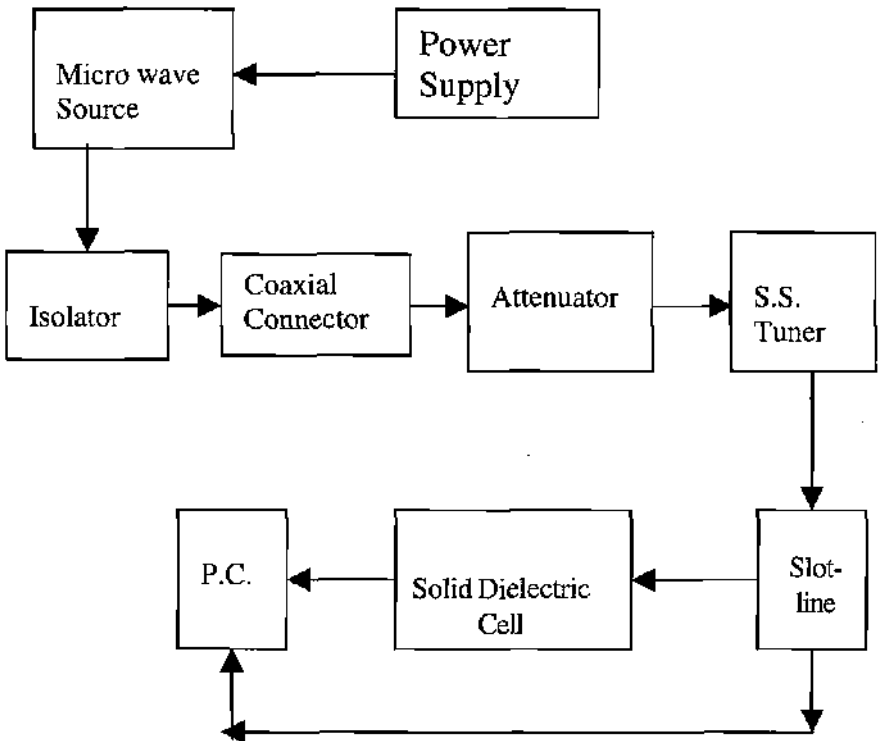 Power
Supply
Micro wave
Source
Isolator
Coaxial
Connector
Attenuator
S.S.
Tuner
P.C.
Solid Dielectric
Cell
Slot-
line